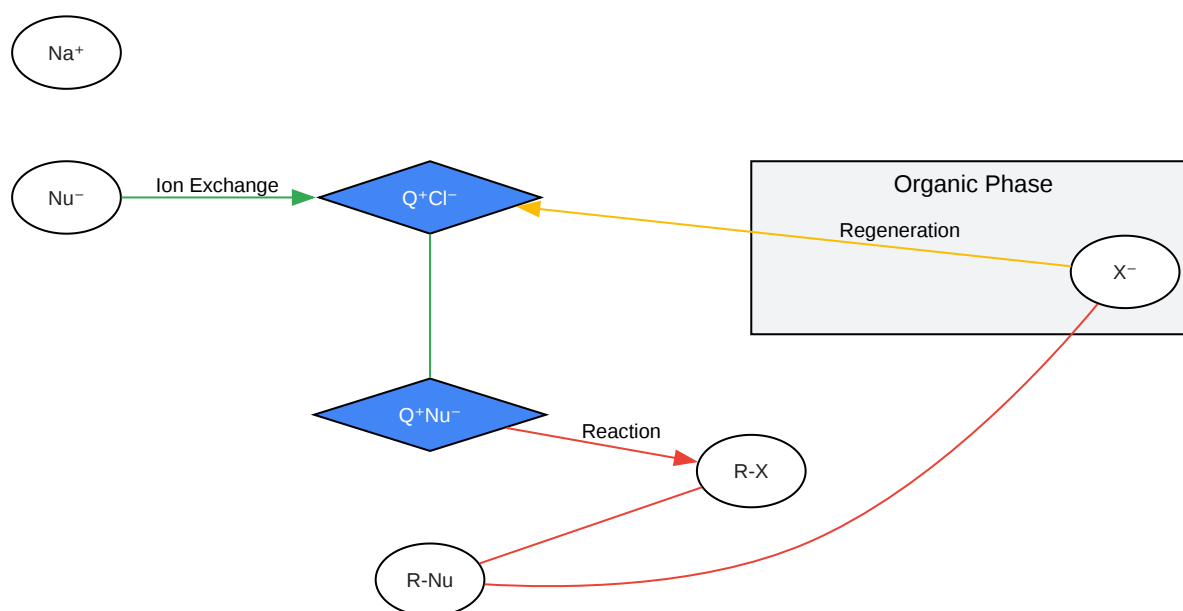 Na⁺
Nu⁻
Ion Exchange
Q⁺Cl⁻
Organic Phase
Regeneration
X⁻
Q⁺Nu⁻
Reaction
R-X
R-Nu